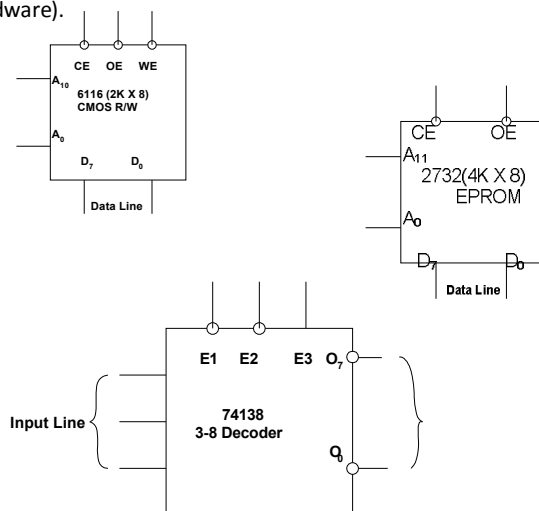 dware).
CE OE WE
A10
6116 (2K X 8)
CMOS R/W
A0
D7 D0
Data Line
CE OE
A11
2732(4K X 8)
EPROM
A0
D7 D0
Data Line
E1 E2 E3 O7
Input Line
74138
3-8 Decoder
O0